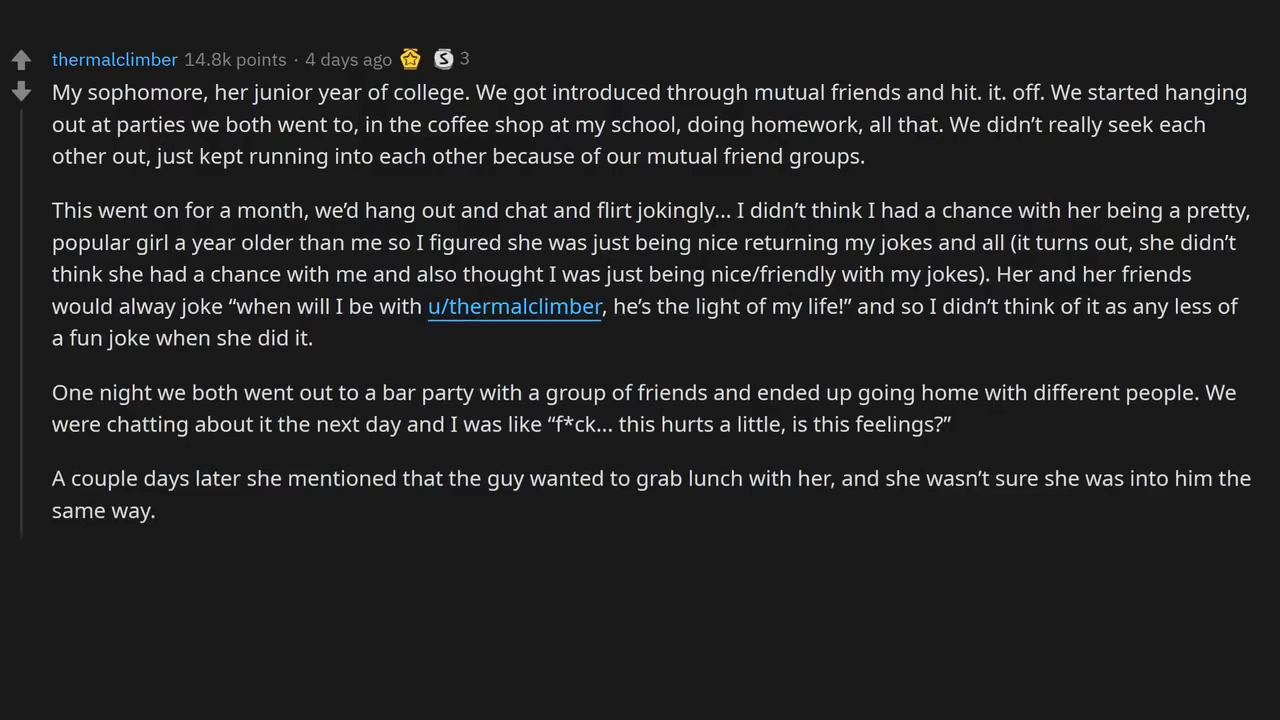 thermalclimber 14.8k points · 4 days ago 3
My sophomore, her junior year of college. We got introduced through mutual friends and hit. it. off. We started hanging
out at parties we both went to, in the coffee shop at my school, doing homework, all that. We didn’t really seek each
other out, just kept running into each other because of our mutual friend groups.
This went on for a month, we’d hang out and chat and flirt jokingly... I didn’t think I had a chance with her being a pretty,
popular girl a year older than me so I figured she was just being nice returning my jokes and all (it turns out, she didn’t
think she had a chance with me and also thought I was just being nice/friendly with my jokes). Her and her friends
would alway joke “when will I be with u/thermalclimber, he’s the light of my life!” and so I didn’t think of it as any less of
a fun joke when she did it.
One night we both went out to a bar party with a group of friends and ended up going home with different people. We
were chatting about it the next day and I was like “f*ck... this hurts a little, is this feelings?”
A couple days later she mentioned that the guy wanted to grab lunch with her, and she wasn’t sure she was into him the
same way.